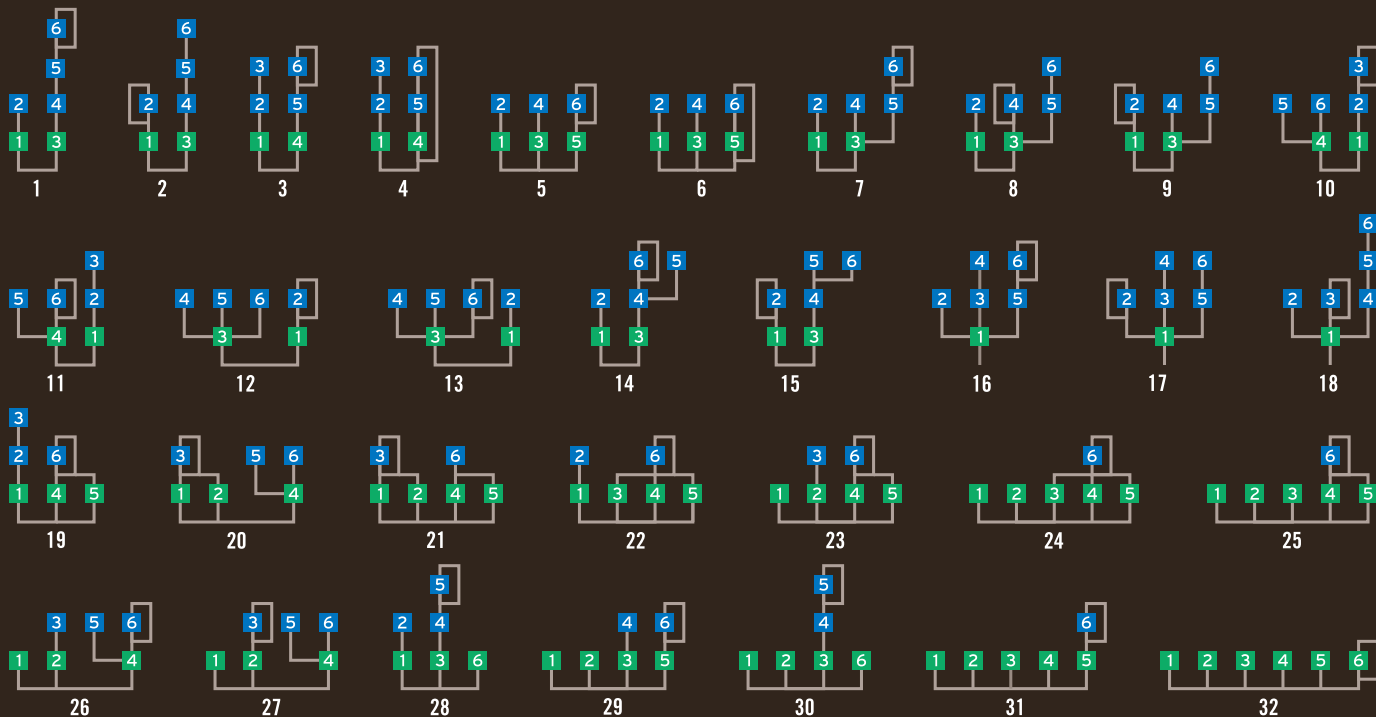 6 6
5 5 3 6 3 6 6 6 6 3
2 4 2 4 2 5 2 5 2 4 6 2 4 6 2 4 5 2 4 5 2 4 5 5 6 2
1 3 1 3 1 4 1 4 1 3 5 1 3 5 1 3 1 3 1 3 4 1
1 2 3 4 5 6 7 8 9 10
6
3 6 5 5 6 4 6 4 6 5
5 6 2 4 5 6 2 4 5 6 2 2 4 2 4 2 3 5 2 3 5 2 3 4
4 1 3 1 3 1 1 3 1 3 1 1 1
11 12 13 14 15 16 17 18
3
2 6 3 5 6 3 6 2 6 3 6 6 6
1 4 5 1 2 4 1 2 4 5 1 3 4 5 1 2 4 5 1 2 3 4 5 1 2 3 4 5
19 20 21 22 23 24 25
5 5
3 5 6 3 5 6 2 4 4 6 4 6
1 2 4 1 2 4 1 3 6 1 2 3 5 1 2 3 6 1 2 3 4 5 1 2 3 4 5 6
26 27 28 29 30 31 32